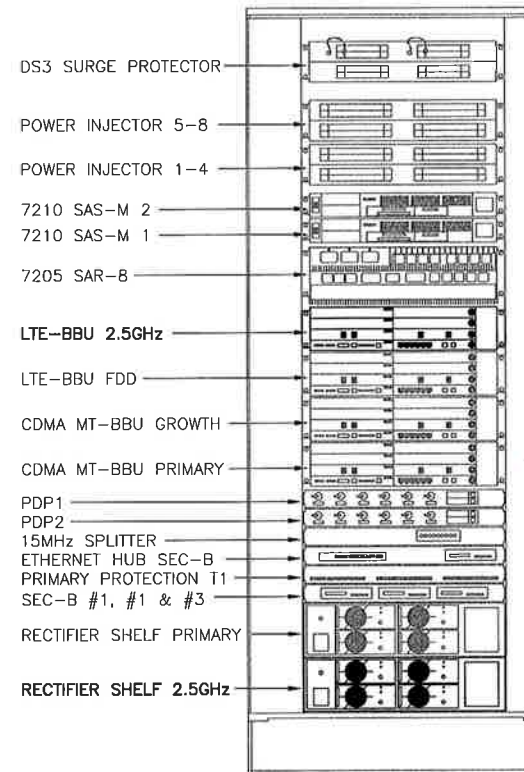 DS3 SURGE PROTECTOR
POWER INJECTOR 5-8
POWER INJECTOR 1-4
7210 SAS-M 2
7210 SAS-M 1
7205 SAR-8
LTE-BBU 2.5GHz
LTE-BBU FDD
CDMA MT-BBU GROWTH
CDMA MT-BBU PRIMARY
PDP1
PDP2
15MHz SPLITTER
ETHERNET HUB SEC-B
PRIMARY PROTECTION T1
SEC-B #1, #1 & #3
RECTIFIER SHELF PRIMARY
RECTIFIER SHELF 2.5GHz